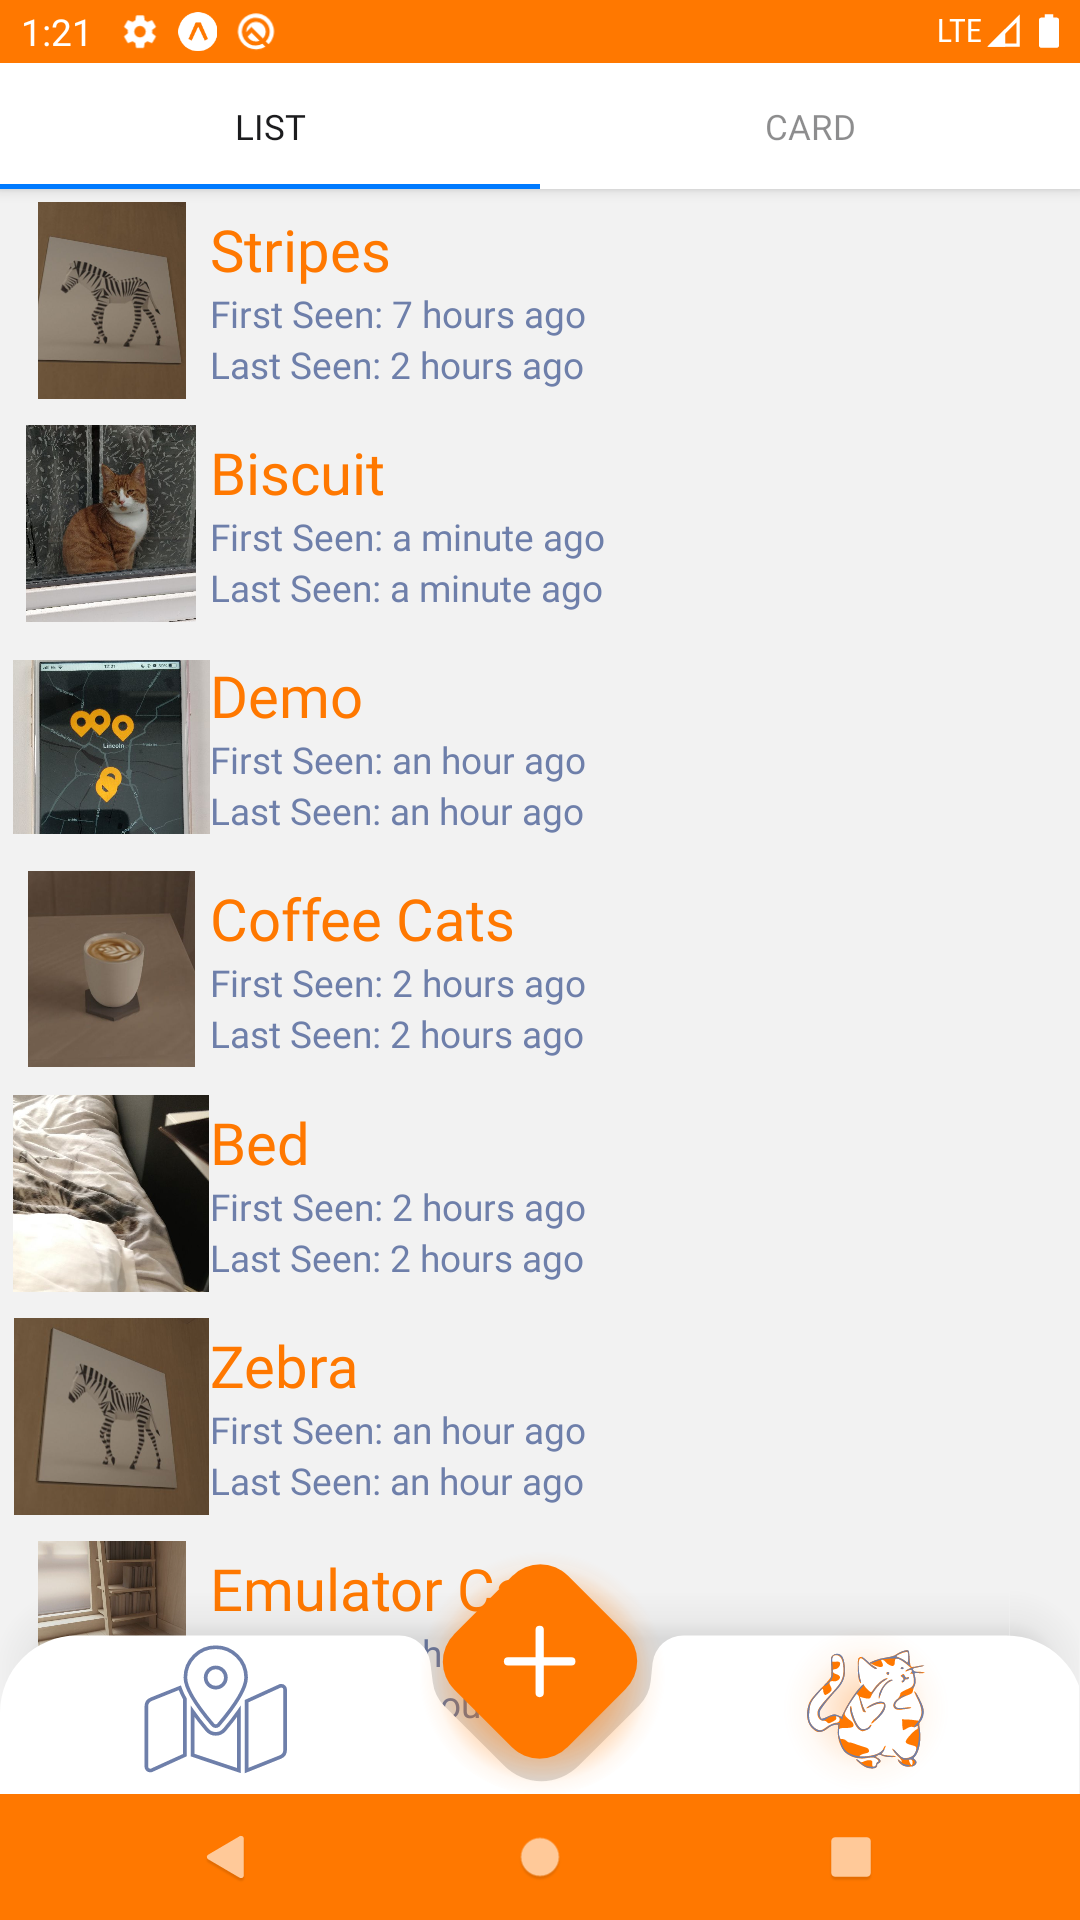 1:21
LTE
LIST
CARD
Stripes
First Seen: 7 hours ago
Last Seen: 2 hours ago
Biscuit
First Seen: a minute ago
Last Seen: a minute ago
Lincoln
Demo
First Seen: an hour ago
Last Seen: an hour ago
Coffee Cats
First Seen: 2 hours ago
Last Seen: 2 hours ago
Bed
First Seen: 2 hours ago
Last Seen: 2 hours ago
Zebra
First Seen: an hour ago
Last Seen: an hour ago
Emulator